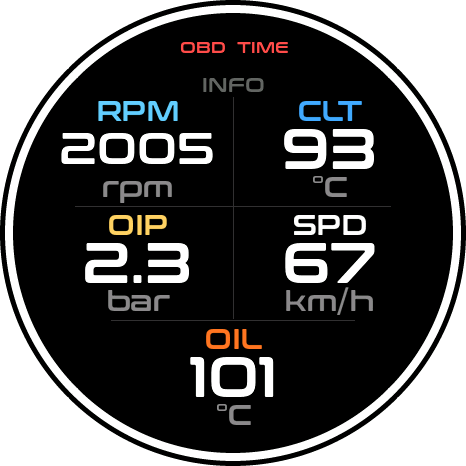 OBD TIME
INFO
RPM
2005
rpm
CLT
93
°C
OIP
2.3
bar
SPD
67
km/h
OIL
101
°C